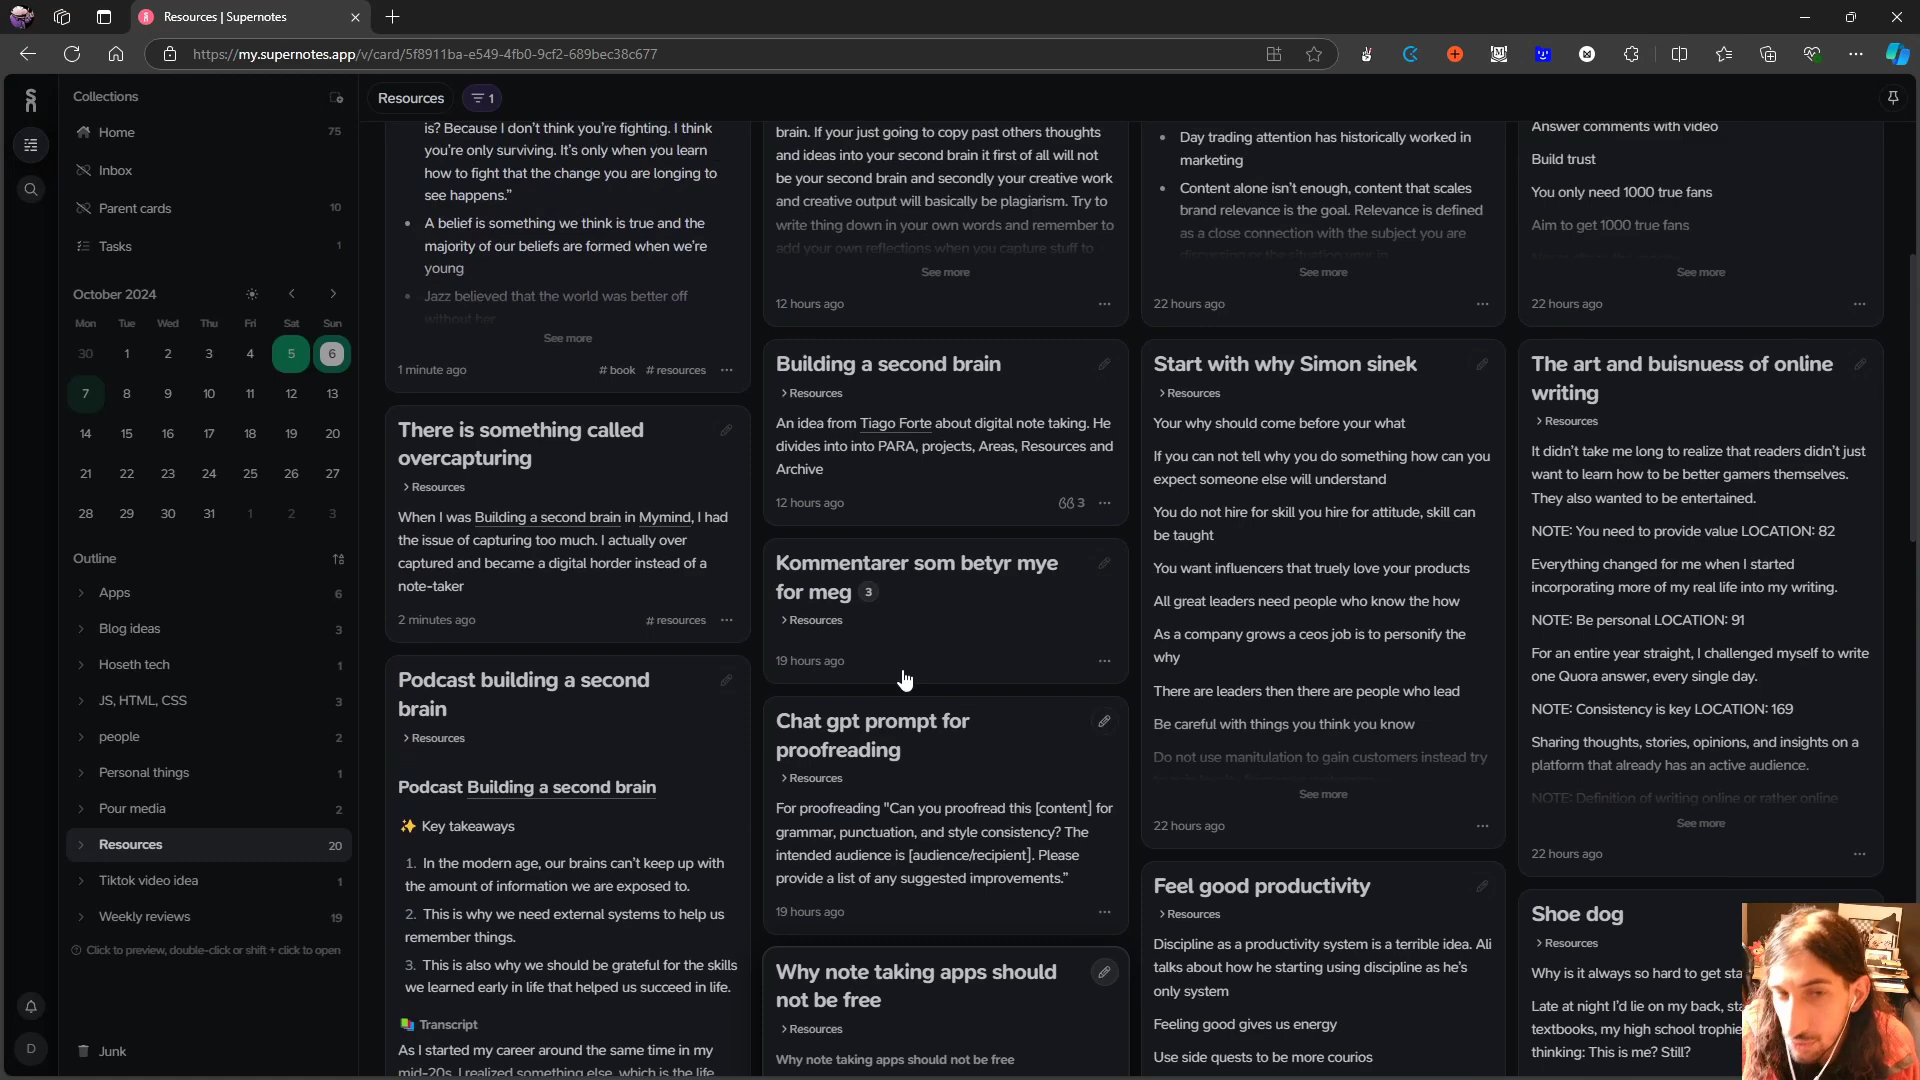 Resources | Supernotes
https://my.supernotes.app/v/card/5f8911ba-e549-4fb0-9cf2-689bec38c677
Collections
Home 75
Inbox
Parent cards 10
Tasks 1
October 2024
Mon Tue Wed Thu Fri Sat Sun
30 1 2 3 4 5 6
7 8 9 10 11 12 13
14 15 16 17 18 19 20
21 22 23 24 25 26 27
28 29 30 31 1 2 3
Outline
Apps 6
Blog ideas 3
Hoseth tech 1
JS, HTML, CSS 3
people 2
Personal things 1
Pour media 2
Resources 20
Tiktok video idea 1
Weekly reviews 19
Click to preview, double-click or shift + click to open
D
Junk
Resources 1
is? Because I don't think you're fighting. I think
you're only surviving. It's only when you learn
how to fight that the change you are longing to
see happens."
• A belief is something we think is true and the
majority of our beliefs are formed when we're
young
• Jazz believed that the world was better off
without her
See more
1 minute ago # book # resources
There is something called
overcapturing
> Resources
When I was Building a second brain in Mymind, I had
the issue of capturing too much. I actually over
captured and became a digital horder instead of a
note-taker
2 minutes ago # resources
Podcast building a second
brain
> Resources
Podcast Building a second brain
✨ Key takeaways
1. In the modern age, our brains can't keep up with
the amount of information we are exposed to.
2. This is why we need external systems to help us
remember things.
3. This is also why we should be grateful for the skills
we learned early in life that helped us succeed in life.
Transcript
As I started my career around the same time in my
mid-20s, I realized something else, which is the life
brain. If your just going to copy past others thoughts
and ideas into your second brain it first of all will not
be your second brain and secondly your creative work
and creative output will basically be plagiarism. Try to
write thing down in your own words and remember to
add your own reflections when you capture stuff to
See more
12 hours ago
Building a second brain
> Resources
An idea from Tiago Forte about digital note taking. He
divides into into PARA, projects, Areas, Resources and
Archive
12 hours ago 3
Kommentarer som betyr mye
for meg 3
> Resources
19 hours ago
Chat gpt prompt for
proofreading
> Resources
For proofreading "Can you proofread this [content] for
grammar, punctuation, and style consistency? The
intended audience is [audience/recipient]. Please
provide a list of any suggested improvements."
19 hours ago
Why note taking apps should
not be free
> Resources
Why note taking apps should not be free
• Day trading attention has historically worked in
marketing
• Content alone isn't enough, content that scales
brand relevance is the goal. Relevance is defined
as a close connection with the subject you are
See more
22 hours ago
Start with why Simon sinek
> Resources
Your why should come before your what
If you can not tell why you do something how can you
expect someone else will understand
You do not hire for skill you hire for attitude, skill can
be taught
You want influencers that truely love your products
All great leaders need people who know the how
As a company grows a ceos job is to personify the
why
There are leaders then there are people who lead
Be careful with things you think you know
Do not use manitulation to gain customers instead try
See more
22 hours ago
Feel good productivity
> Resources
Discipline as a productivity system is a terrible idea. Ali
talks about how he starting using discipline as he's
only system
Feeling good gives us energy
Use side quests to be more courios
Answer comments with video
Build trust
You only need 1000 true fans
Aim to get 1000 true fans
See more
22 hours ago
The art and buisnuess of online
writing
> Resources
It didn't take me long to realize that readers didn't just
want to learn how to be better gamers themselves.
They also wanted to be entertained.
NOTE: You need to provide value LOCATION: 82
Everything changed for me when I started
incorporating more of my real life into my writing.
NOTE: Be personal LOCATION: 91
For an entire year straight, I challenged myself to write
one Quora answer, every single day.
NOTE: Consistency is key LOCATION: 169
Sharing thoughts, stories, opinions, and insights on a
platform that already has an active audience.
NOTE: Definition of writing online or rather online
See more
22 hours ago
Shoe dog
> Resources
Why is it always so hard to get sta
Late at night I'd lie on my back, sta
textbooks, my high school trophie
thinking: This is me? Still?